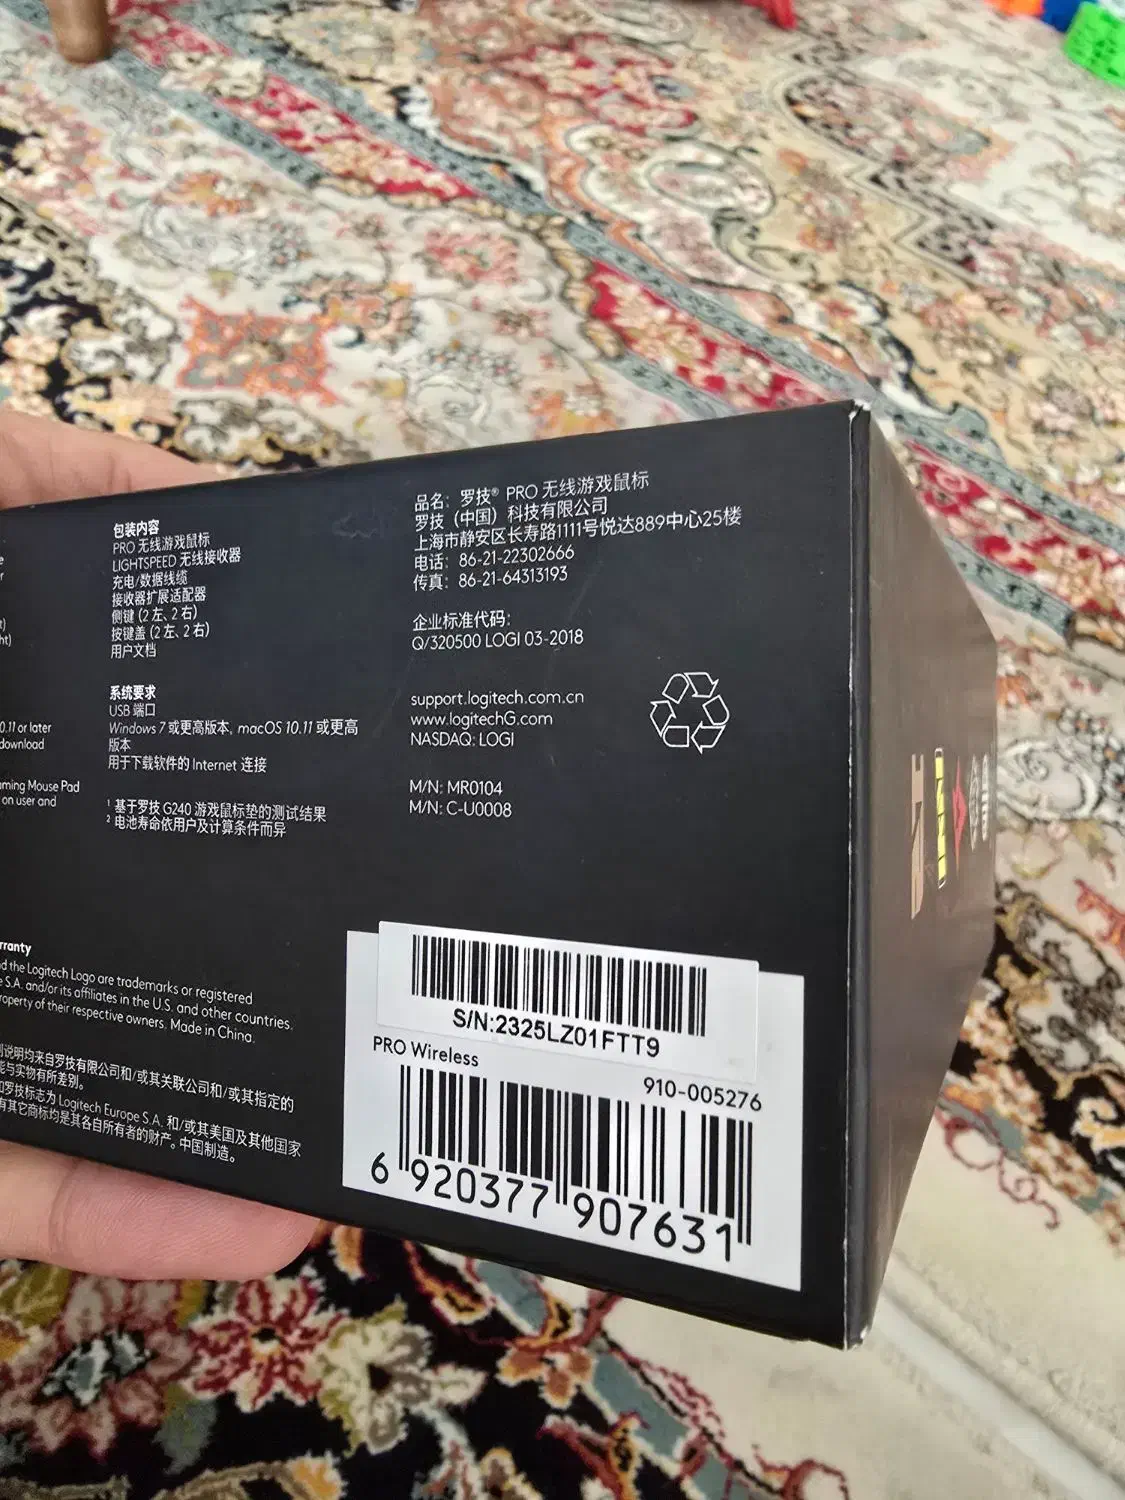 包装内容
PRO 无线游戏鼠标
LIGHTSPEED 无线接收器
充电/数据线缆
接收器扩展适配器
侧键 (2 左、2 右)
按键盖 (2 左、2 右)
用户文档
系统要求
USB 端口
Windows 7 或更高版本, macOS 10.11 或更高
版本
用于下载软件的 Internet 连接
¹ 基于罗技 G240 游戏鼠标垫的测试结果
² 电池寿命依用户及计算条件而异
品名: 罗技® PRO 无线游戏鼠标
罗技（中国）科技有限公司
上海市静安区长寿路1111号悦达889中心25楼
电话: 86-21-22302666
传真: 86-21-64313193
企业标准代码:
Q/320500 LOGI 03-2018
support.logitech.com.cn
www.logitechG.com
NASDAQ: LOGI
M/N: MR0104
M/N: C-U0008
0.11 or later
download
ming Mouse Pad
on user and
rranty
d the Logitech Logo are trademarks or registered
S.A. and/or its affiliates in the U.S. and other countries.
roperty of their respective owners. Made in China.
说明均来自罗技有限公司和/或其关联公司和/或其指定的
能与实物有所差别。
罗技标志为 Logitech Europe S.A. 和/或其美国及其他国家
有其它商标均是其各自所有者的财产。中国制造。
S/N:2325LZ01FTT9
PRO Wireless
910-005276
6 920377 907631